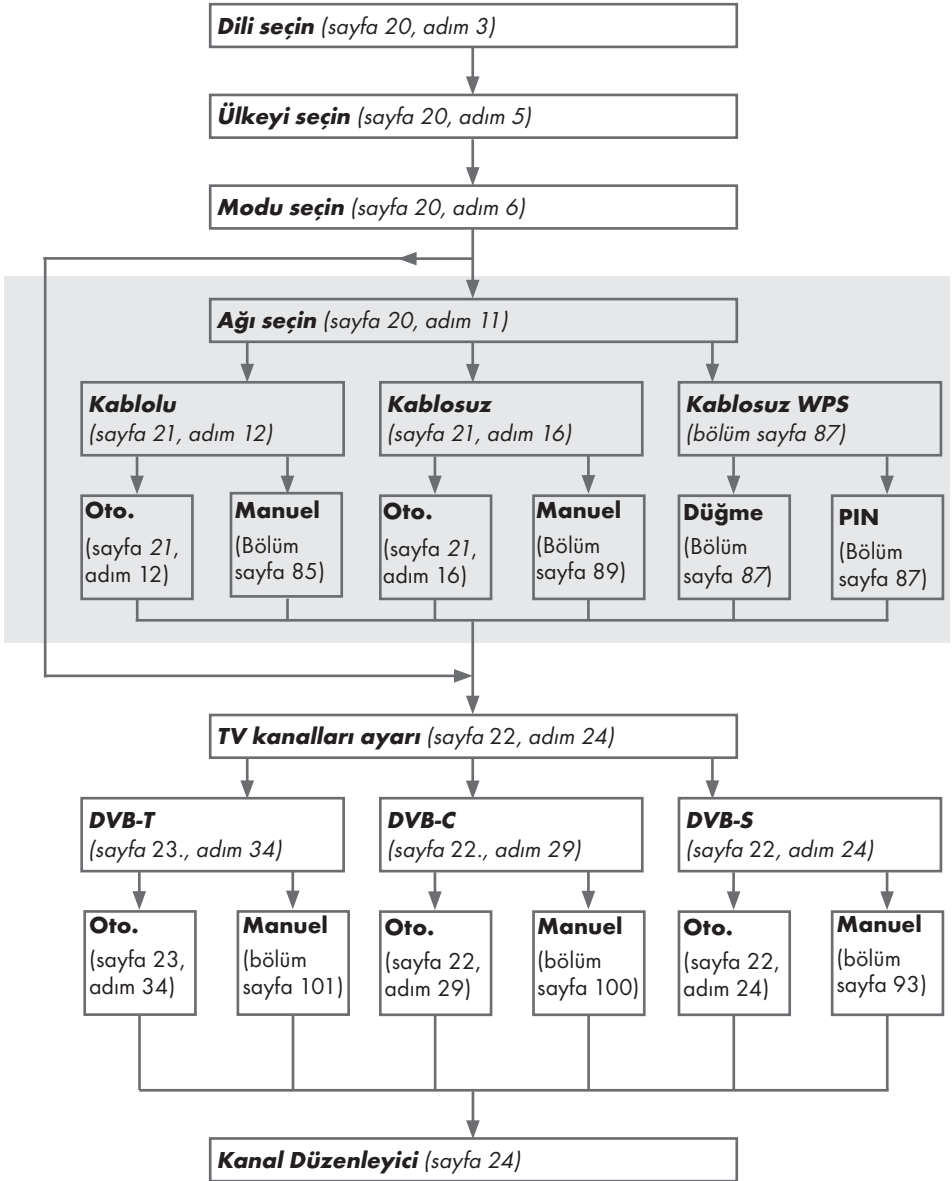 Dili seçin (sayfa 20, adım 3)
Ülkeyi seçin (sayfa 20, adım 5)
Modu seçin (sayfa 20, adım 6)
Ağı seçin (sayfa 20, adım 11)
Kablolu
(sayfa 21, adım 12)
Kablosuz
(sayfa 21, adım 16)
Kablosuz WPS
(bölüm sayfa 87)
Oto.
(sayfa 21,
adım 12)
Manuel
(Bölüm
sayfa 85)
Oto.
(sayfa 21,
adım 16)
Manuel
(Bölüm
sayfa 89)
Düğme
(Bölüm
sayfa 87)
PIN
(Bölüm
sayfa 87)
TV kanalları ayarı (sayfa 22, adım 24)
DVB-T
(sayfa 23., adım 34)
DVB-C
(sayfa 22., adım 29)
DVB-S
(sayfa 22, adım 24)
Oto.
(sayfa 23,
adım 34)
Manuel
(bölüm
sayfa 101)
Oto.
(sayfa 22,
adım 29)
Manuel
(bölüm
sayfa 100)
Oto.
(sayfa 22,
adım 24)
Manuel
(bölüm
sayfa 93)
Kanal Düzenleyici (sayfa 24)